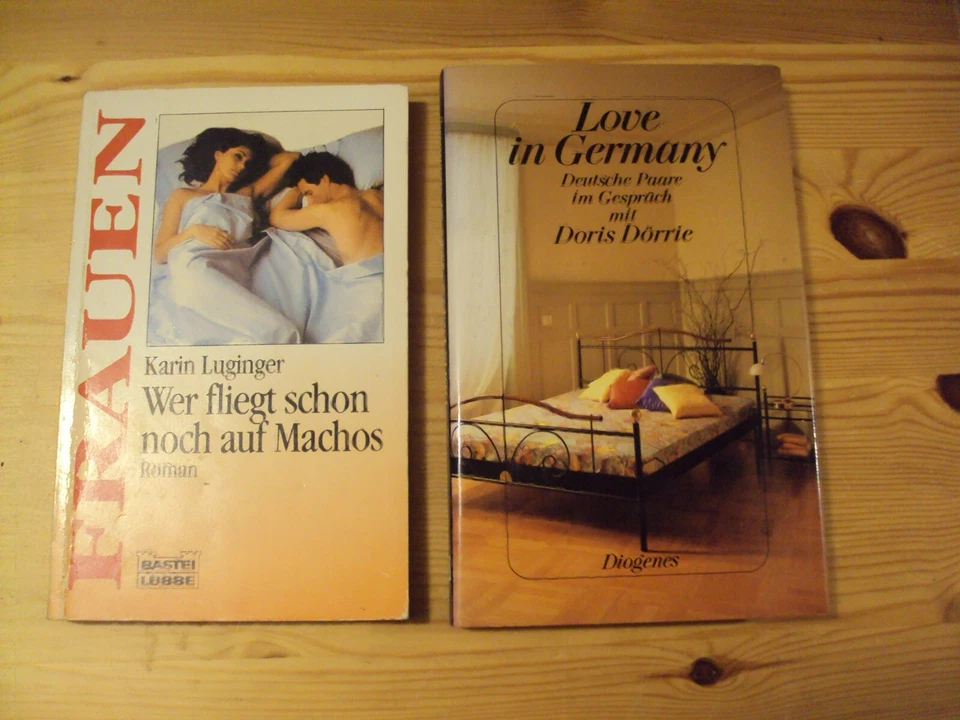 FRAUEN
Karin Luginger
Wer fliegt schon
noch auf Machos
Roman
BASTEI
LÜBBE
Love
in Germany
Deutsche Paare
im Gespräch
mit
Doris Dörrie
Diogenes